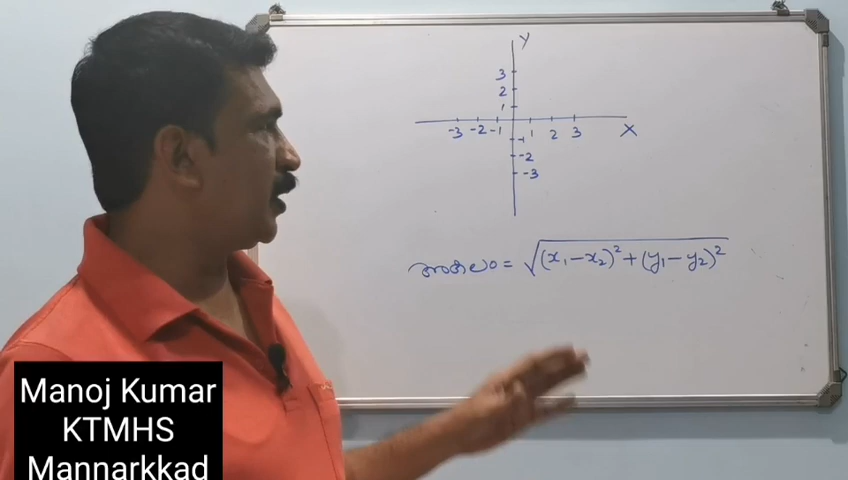 Y
3
2
1
-3 -2 -1 1 2 3 X
-1
-2
-3
അകലം = √(x₁-x₂)²+(y₁-y₂)²
Manoj Kumar
KTMHS
Mannarkkad